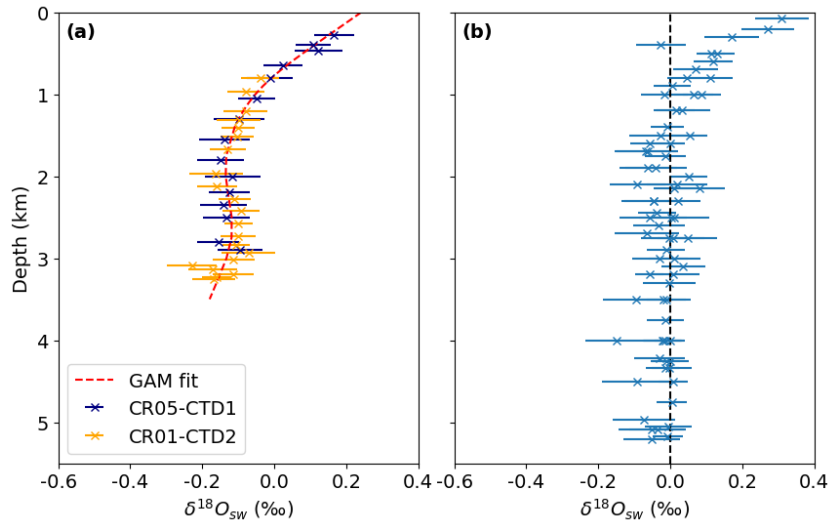 (a)
(b)
0
1
2
3
4
5
Depth (km)
GAM fit
CR05-CTD1
CR01-CTD2
-0.6 -0.4 -0.2 0.0 0.2 0.4
-0.6 -0.4 -0.2 0.0 0.2 0.4
δ¹⁸O_sw (‰)
δ¹⁸O_sw (‰)